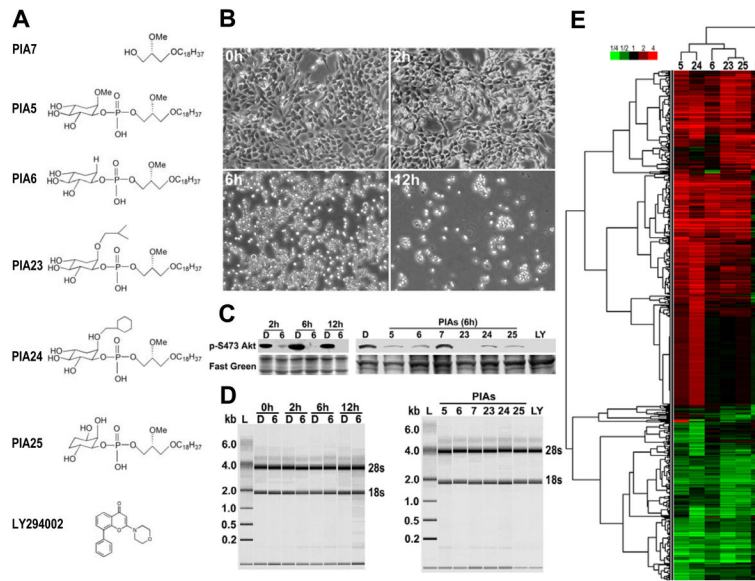 A
PIA7
OMe
HO
OC18H37
PIA5
OMe
HO
HO
HO
O
O
P
O
OH
OMe
OC18H37
PIA6
H
HO
HO
HO
O
O
P
O
OH
OMe
OC18H37
PIA23
O
HO
HO
HO
O
O
P
O
OH
OMe
OC18H37
PIA24
O
HO
HO
HO
O
O
P
O
OH
OMe
OC18H37
PIA25
OH
HO
HO
O
O
P
O
OH
OMe
OC18H37
LY294002
O
O
N
O
B
0h
2h
6h
12h
C
2h 6h 12h
D 6 D 6 D 6
p-S473 Akt
Fast Green
PIAs (6h)
D 5 6 7 23 24 25 LY
D
0h 2h 6h 12h
kb L D 6 D 6 D 6 D 6
6.0
4.0
2.0
1.0
0.5
0.2
28s
18s
PIAs
kb L 5 6 7 23 24 25 LY
6.0
4.0
2.0
1.0
0.5
0.2
28s
18s
E
1/4 1/2 1 2 4
5 24 6 23 25